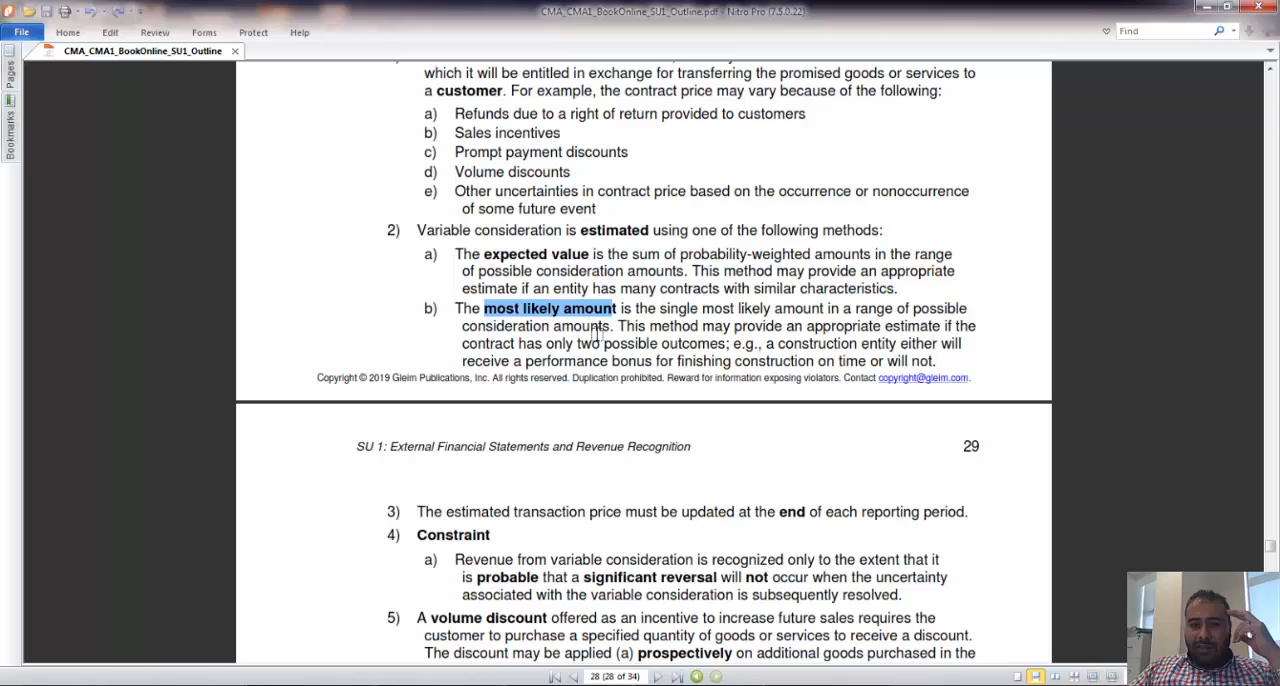 CMA_CMA1_BookOnline_SU1_Outline.pdf - Nitro Pro (7.5.0.22)
File Home Page Edit Review Forms Protect Help
Find
CMA_CMA1_BookOnline_SU1_Outline
Pages
Bookmarks
which it will be entitled in exchange for transferring the promised goods or services to
a customer. For example, the contract price may vary because of the following:
a) Refunds due to a right of return provided to customers
b) Sales incentives
c) Prompt payment discounts
d) Volume discounts
e) Other uncertainties in contract price based on the occurrence or nonoccurrence
of some future event
2) Variable consideration is estimated using one of the following methods:
a) The expected value is the sum of probability-weighted amounts in the range
of possible consideration amounts. This method may provide an appropriate
estimate if an entity has many contracts with similar characteristics.
b) The most likely amount is the single most likely amount in a range of possible
consideration amounts. This method may provide an appropriate estimate if the
contract has only two possible outcomes; e.g., a construction entity either will
receive a performance bonus for finishing construction on time or will not.
Copyright © 2019 Gleim Publications, Inc. All rights reserved. Duplication prohibited. Reward for information exposing violators. Contact copyright@gleim.com.
SU 1: External Financial Statements and Revenue Recognition 29
3) The estimated transaction price must be updated at the end of each reporting period.
4) Constraint
a) Revenue from variable consideration is recognized only to the extent that it
is probable that a significant reversal will not occur when the uncertainty
associated with the variable consideration is subsequently resolved.
5) A volume discount offered as an incentive to increase future sales requires the
customer to purchase a specified quantity of goods or services to receive a discount.
The discount may be applied (a) prospectively on additional goods purchased in the
28 (28 of 34)